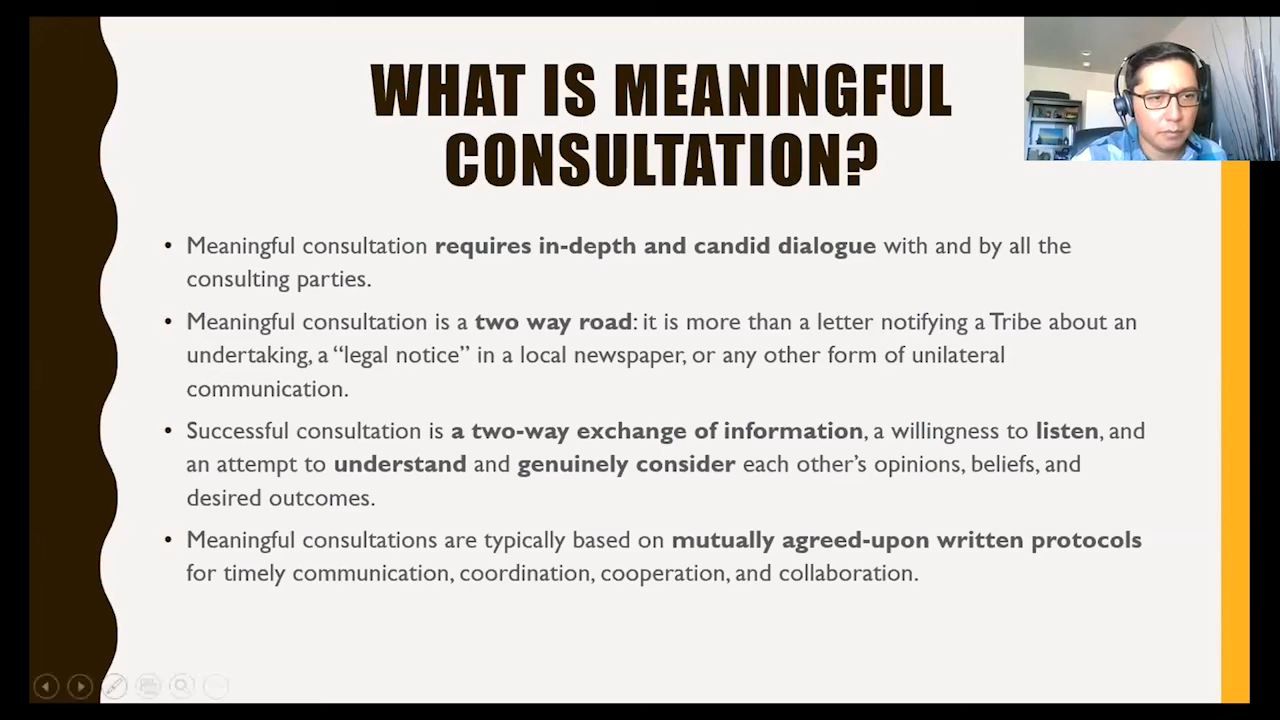 WHAT IS MEANINGFUL
CONSULTATION?
• Meaningful consultation requires in-depth and candid dialogue with and by all the
consulting parties.
• Meaningful consultation is a two way road: it is more than a letter notifying a Tribe about an
undertaking, a “legal notice” in a local newspaper, or any other form of unilateral
communication.
• Successful consultation is a two-way exchange of information, a willingness to listen, and
an attempt to understand and genuinely consider each other’s opinions, beliefs, and
desired outcomes.
• Meaningful consultations are typically based on mutually agreed-upon written protocols
for timely communication, coordination, cooperation, and collaboration.